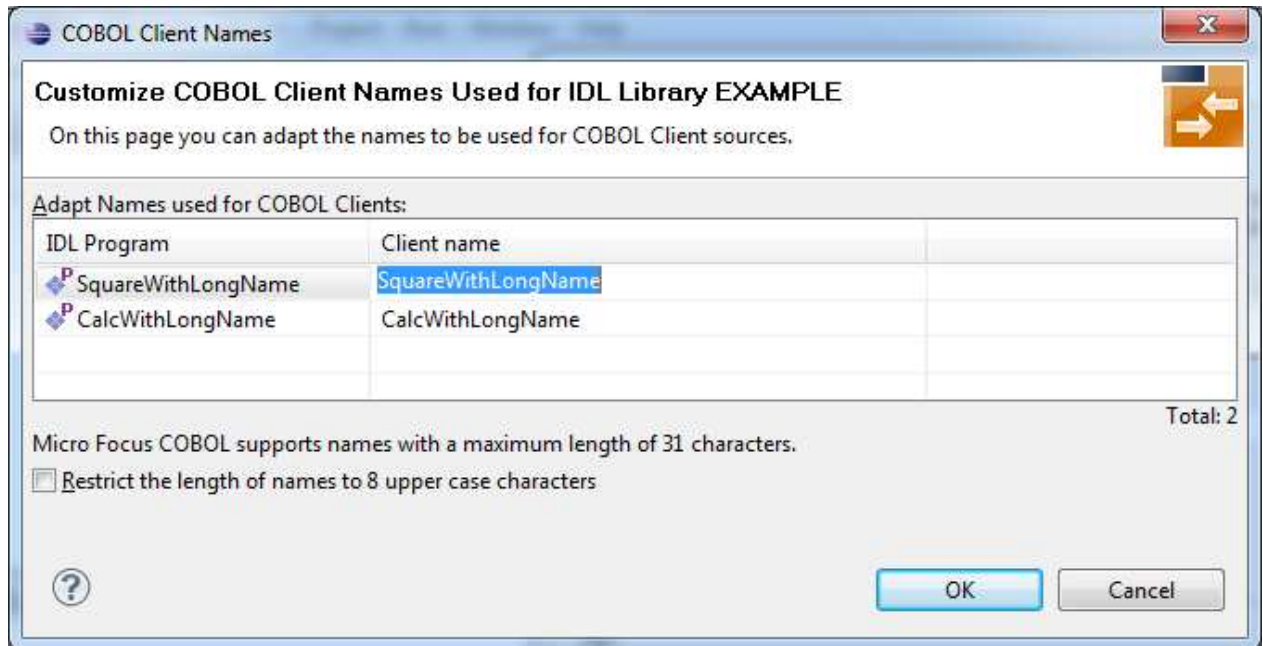 COBOL Client Names
Customize COBOL Client Names Used for IDL Library EXAMPLE
On this page you can adapt the names to be used for COBOL Client sources.
Adapt Names used for COBOL Clients:
IDL Program Client name
P SquareWithLongName SquareWithLongName
P CalcWithLongName CalcWithLongName
Total: 2
Micro Focus COBOL supports names with a maximum length of 31 characters.
Restrict the length of names to 8 upper case characters
? OK Cancel